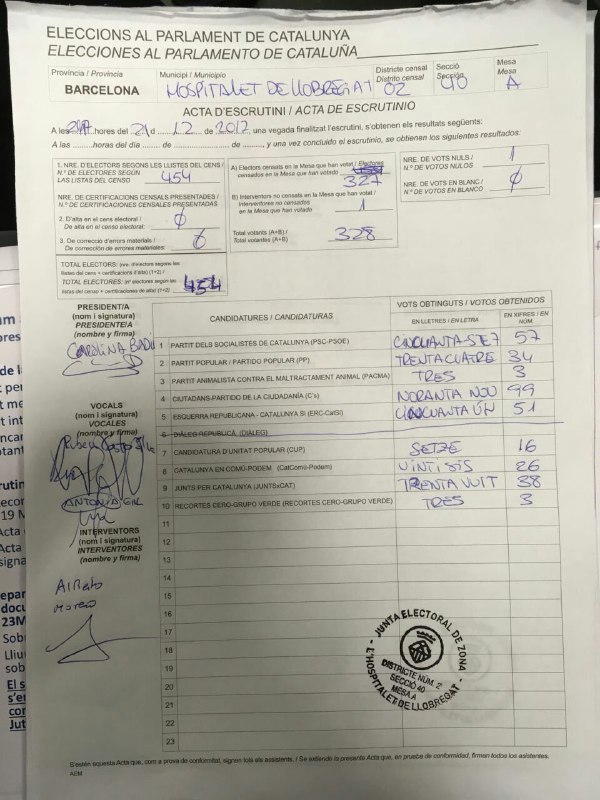 ELECCIONS AL PARLAMENT DE CATALUNYA
ELECCIONES AL PARLAMENTO DE CATALUÑA
Província / Provincia
BARCELONA
Municipi / Municipio
HOSPITALET DE LLOBREGAT
Districte censal
Distrito censal
02
Secció
Sección
40
Mesa
Mesa
A
ACTA D'ESCRUTINI / ACTA DE ESCRUTINIO
A les hores del 21 d 12 de 2017 una vegada finalitzat l'escrutini, s'obtenen els resultats següents:
A las horas del día de de , y una vez concluido el escrutinio, se obtienen los siguientes resultados:
1. NRE. D'ELECTORS SEGONS LES LLISTES DEL CENS /
N.º DE ELECTORES SEGÚN
LAS LISTAS DEL CENSO
454
NRE. DE CERTIFICACIONS CENSALS PRESENTADES /
N.º DE CERTIFICACIONES CENSALES PRESENTADAS
2. D'alta en el cens electoral /
De alta en el censo electoral:
0
3. De correcció d'errors materials /
De corrección de errores materiales:
0
TOTAL ELECTORS: (nre. d'electors segons les
llistes del cens + certificacions d'alta) (1+2) /
TOTAL ELECTORES: (nº electores según las
listas del censo + certificaciones de alta) (1+2)
454
A) Electors censats en la Mesa que han votat / Electores
censados en la Mesa que han votado
327
B) Interventors no censats en la Mesa que han votat /
Interventores no censados
en la Mesa que han votado
1
Total votants (A+B) /
Total votantes (A+B)
328
NRE. DE VOTS NULS /
N.º DE VOTOS NULOS
1
NRE. DE VOTS EN BLANC /
N.º DE VOTOS EN BLANCO
0
PRESIDENT/A
(nom i signatura)
PRESIDENTE/A
(nombre y firma)
CAROLINA
VOCALS
(nom i signatura)
VOCALES
(nombre y firma)
ANTONIA GIL
INTERVENTORS
(nom i signatura)
INTERVENTORES
(nombre y firma)
Moreno
CANDIDATURES / CANDIDATURAS
VOTS OBTINGUTS / VOTOS OBTENIDOS
EN LLETRES / EN LETRA
EN XIFRES / EN NÚM.
1 PARTIT DELS SOCIALISTES DE CATALUNYA (PSC-PSOE) CINQUANTA-SET 57
2 PARTIT POPULAR / PARTIDO POPULAR (PP) TRENTACUATRE 34
3 PARTIT ANIMALISTA CONTRA EL MALTRACTAMENT ANIMAL (PACMA) TRES 3
4 CIUTADANS-PARTIDO DE LA CIUDADANÍA (C's) NORANTA NOU 99
5 ESQUERRA REPUBLICANA - CATALUNYA SÍ (ERC-CatSí) CINCUANTA ÚN 51
6 DIÀLEG REPUBLICÀ (DIÀLEG)
7 CANDIDATURA D'UNITAT POPULAR (CUP) SETZE 16
8 CATALUNYA EN COMÚ-PODEM (CatComú-Podem) VINTI SIS 26
9 JUNTS PER CATALUNYA (JUNTSxCAT) TRENTA VUIT 38
10 RECORTES CERO-GRUPO VERDE (RECORTES CERO-GRUPO VERDE) TRES 3
11
12
13
14
15
16
17
18
19
20
21
22
23
JUNTA ELECTORAL DE ZONA
DISTRICTE NÚM. 2
SECCIÓ 40
MESA A
L'HOSPITALET DE LLOBREGAT
S'estén aquesta Acta que, com a prova de conformitat, signen tots els assistents. / Se extiende la presente Acta que, en prueba de conformidad, firman todos los asistentes.
AEM